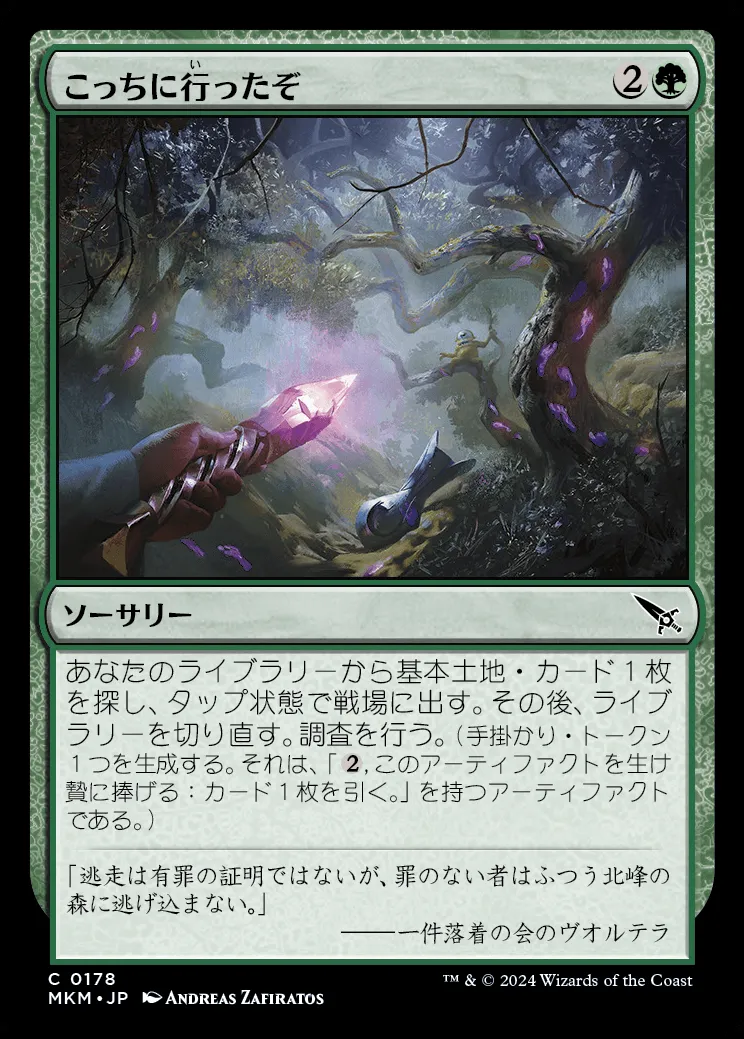 こっちに行ったぞ
い
2
ソーサリー
あなたのライブラリーから基本土地・カード1枚
を探し、タップ状態で戦場に出す。その後、ライブ
ラリーを切り直す。調査を行う。(手掛かり・トークン
1つを生成する。それは、「2,このアーティファクトを生け
贄に捧げる:カード1枚を引く。」を持つアーティファクト
である。)
「逃走は有罪の証明ではないが、罪のない者はふつう北峰の
森に逃げ込まない。」
――一件落着の会のヴオルテラ
C 0178
MKM•JP ANDREAS ZAFIRATOS
™ & © 2024 Wizards of the Coast